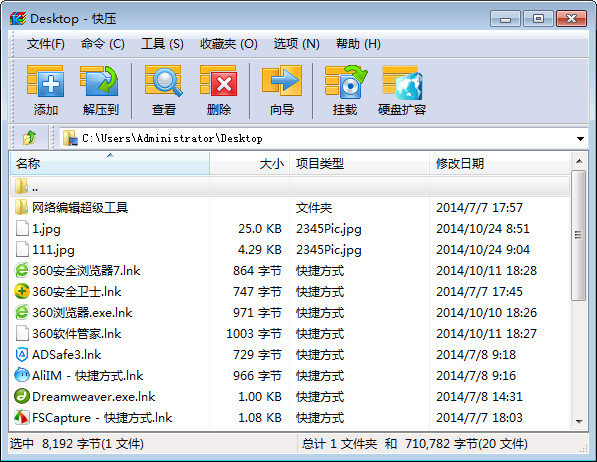 Desktop - 快压
文件(F) 命令 (C) 工具 (S) 收藏夹 (O) 选项 (N) 帮助 (H)
添加 解压到 查看 删除 向导 挂载 硬盘扩容
C:\Users\Administrator\Desktop
名称 大小 项目类型 修改日期
..
网络编辑超级工具 文件夹 2014/7/7 17:57
1.jpg 25.0 KB 2345Pic.jpg 2014/10/24 8:51
111.jpg 4.29 KB 2345Pic.jpg 2014/10/24 9:04
360安全浏览器7.lnk 864 字节 快捷方式 2014/10/11 18:28
360安全卫士.lnk 747 字节 快捷方式 2014/7/7 17:45
360浏览器.exe.lnk 971 字节 快捷方式 2014/10/10 18:26
360软件管家.lnk 1003 字节 快捷方式 2014/10/11 18:27
ADSafe3.lnk 729 字节 快捷方式 2014/7/8 9:18
AliIM - 快捷方式.lnk 966 字节 快捷方式 2014/7/8 9:16
Dreamweaver.exe.lnk 1.00 KB 快捷方式 2014/7/8 14:31
FSCapture - 快捷方式.lnk 1.08 KB 快捷方式 2014/7/7 18:03
选中 8,192 字节(1 文件) 总计 1 文件夹 和 710,782 字节(20 文件)